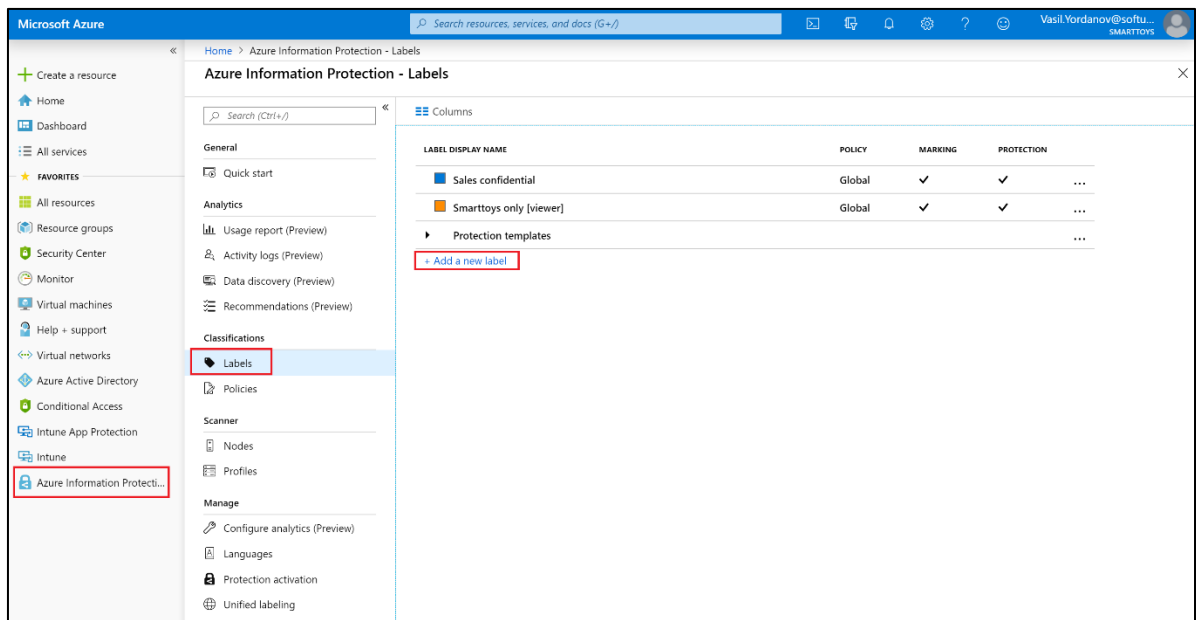 Microsoft Azure
Search resources, services, and docs (G+/)
Vasil.Yordanov@softu...
SMARTTOYS
Home > Azure Information Protection - Labels
Azure Information Protection - Labels
Create a resource
Home
Dashboard
All services
FAVORITES
All resources
Resource groups
Security Center
Monitor
Virtual machines
Help + support
Virtual networks
Azure Active Directory
Conditional Access
Intune App Protection
Intune
Azure Information Protecti...
Search (Ctrl+/)
General
Quick start
Analytics
Usage report (Preview)
Activity logs (Preview)
Data discovery (Preview)
Recommendations (Preview)
Classifications
Labels
Policies
Scanner
Nodes
Profiles
Manage
Configure analytics (Preview)
Languages
Protection activation
Unified labeling
Columns
LABEL DISPLAY NAME POLICY MARKING PROTECTION
Sales confidential Global ✓ ✓ ...
Smarttoys only [viewer] Global ✓ ✓ ...
Protection templates ...
+ Add a new label